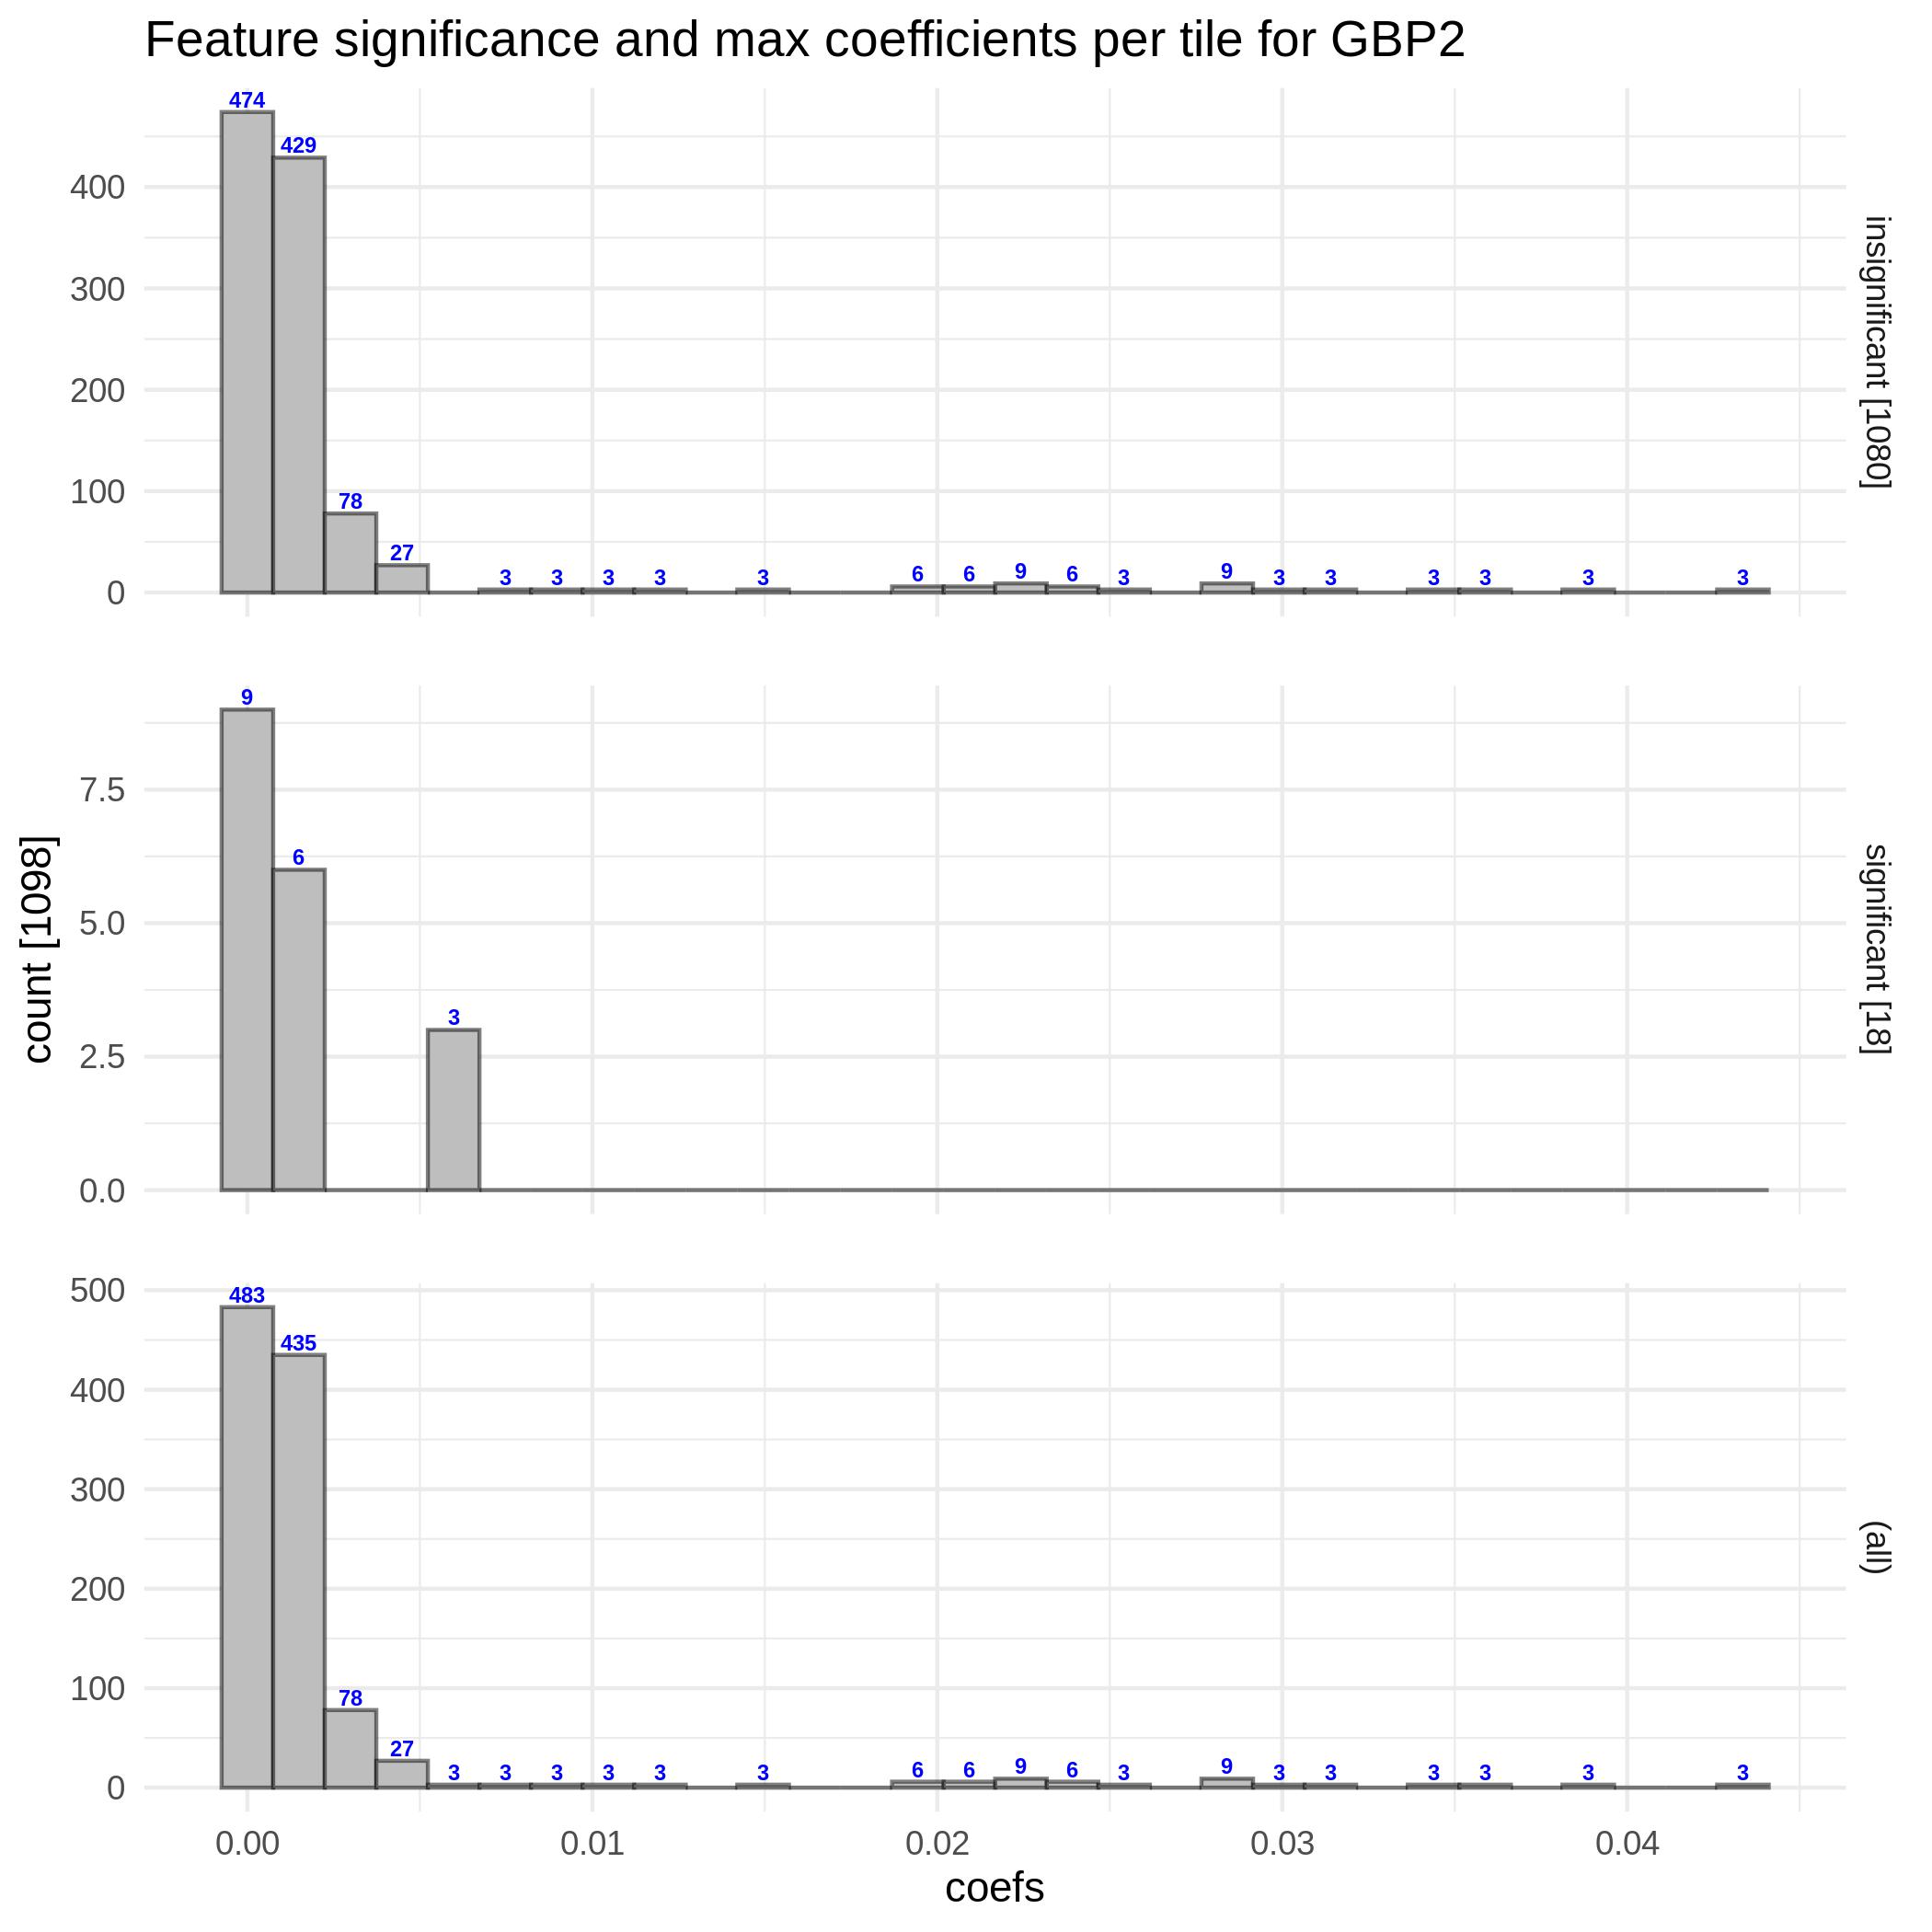 Feature significance and max coefficients per tile for GBP2
474
429
78
27
3 3 3 3 3 6 6 9 6 3 9 3 3 3 3 3 3
400
300
200
100
0
insignificant [1080]
9
6
3
7.5
5.0
2.5
0.0
significant [18]
count [1098]
483
435
78
27
3 3 3 3 3 3 6 6 9 6 3 9 3 3 3 3 3 3
500
400
300
200
100
0
(all)
0.00 0.01 0.02 0.03 0.04
coefs